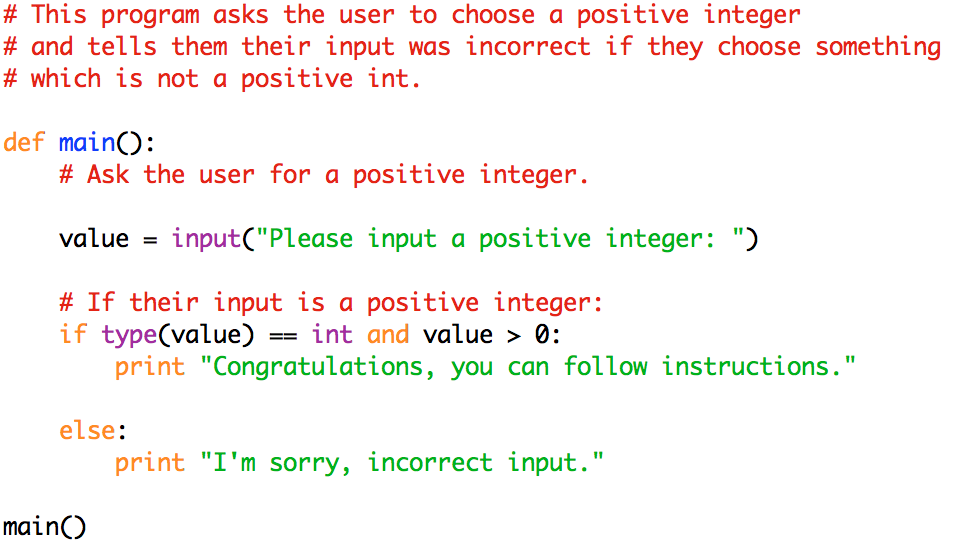 # This program asks the user to choose a positive integer
# and tells them their input was incorrect if they choose something
# which is not a positive int.
def main():
    # Ask the user for a positive integer.
    value = input("Please input a positive integer: ")
    # If their input is a positive integer:
    if type(value) == int and value > 0:
        print "Congratulations, you can follow instructions."
    else:
        print "I'm sorry, incorrect input."
main()